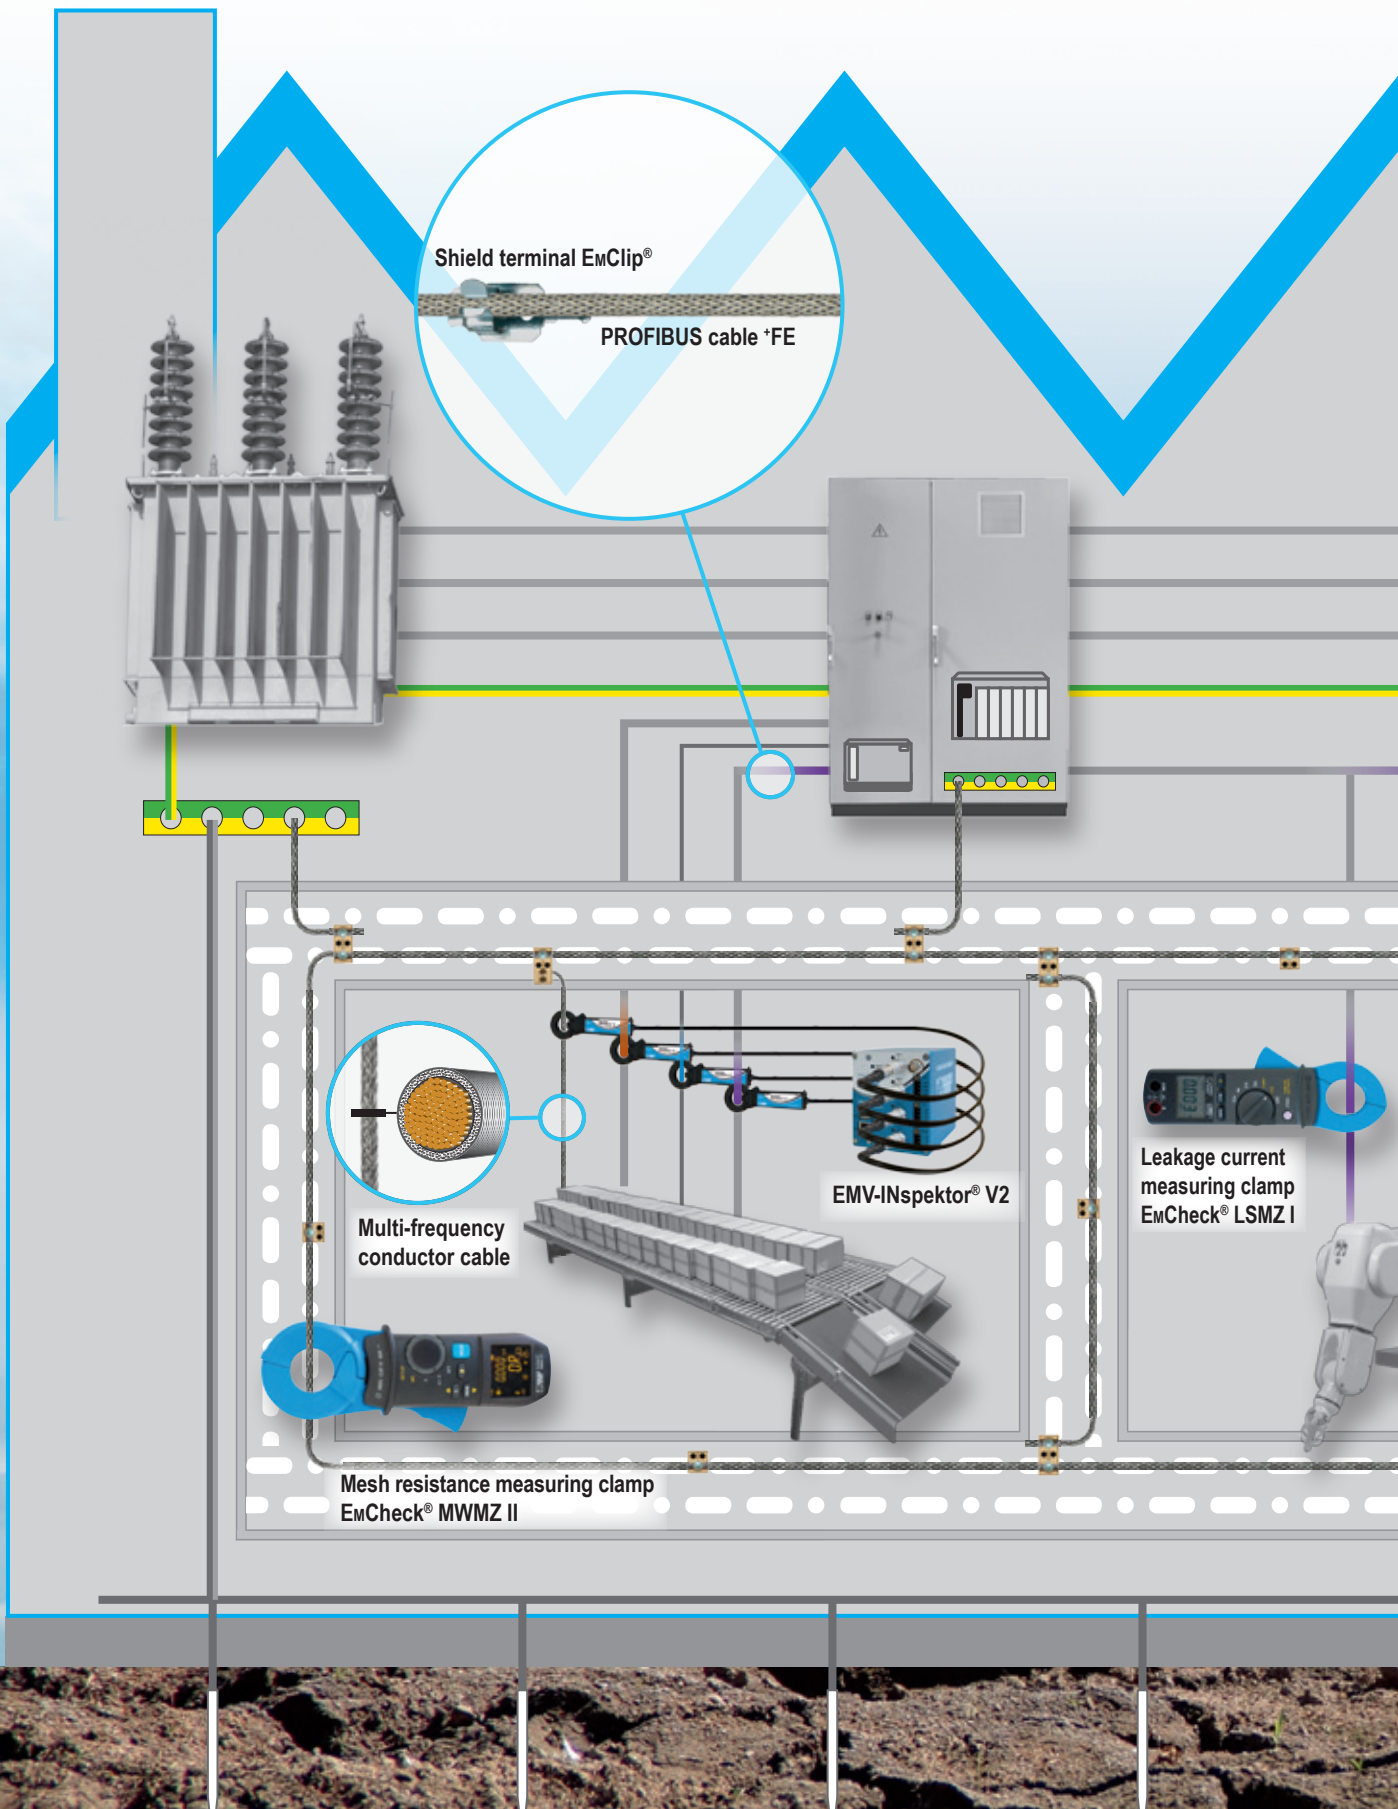 Shield terminal EMClip®
PROFIBUS cable +FE
Multi-frequency
conductor cable
EMV-INspektor® V2
Leakage current
measuring clamp
EMCheck® LSMZ I
Mesh resistance measuring clamp
EMCheck® MWMZ II